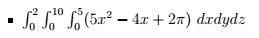 ▪ ∫₀² ∫₀¹⁰ ∫₀⁵(5x² − 4x + 2π) dxdydz